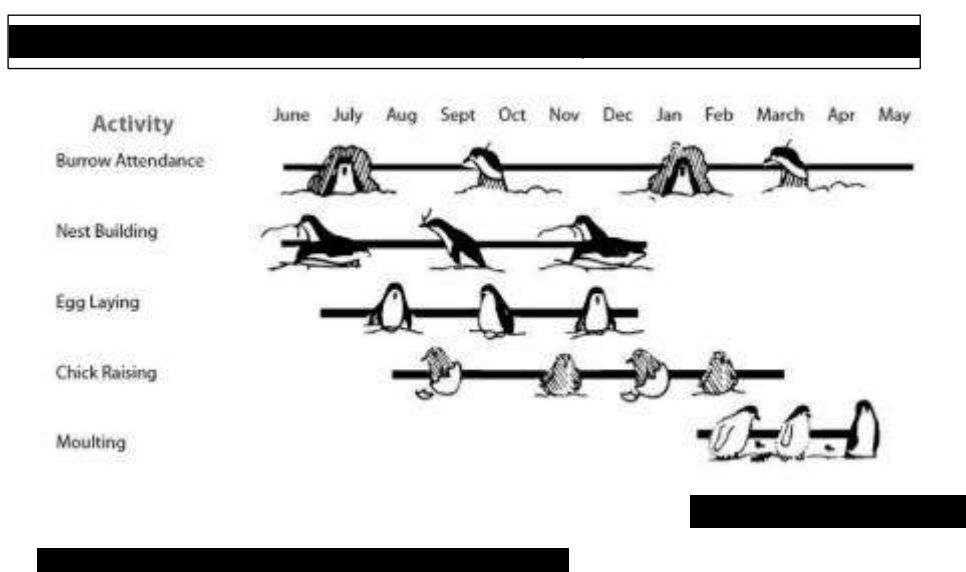 June July Aug Sept Oct Nov Dec Jan Feb March Apr May
Activity
Burrow Attendance
Nest Building
Egg Laying
Chick Raising
Moulting